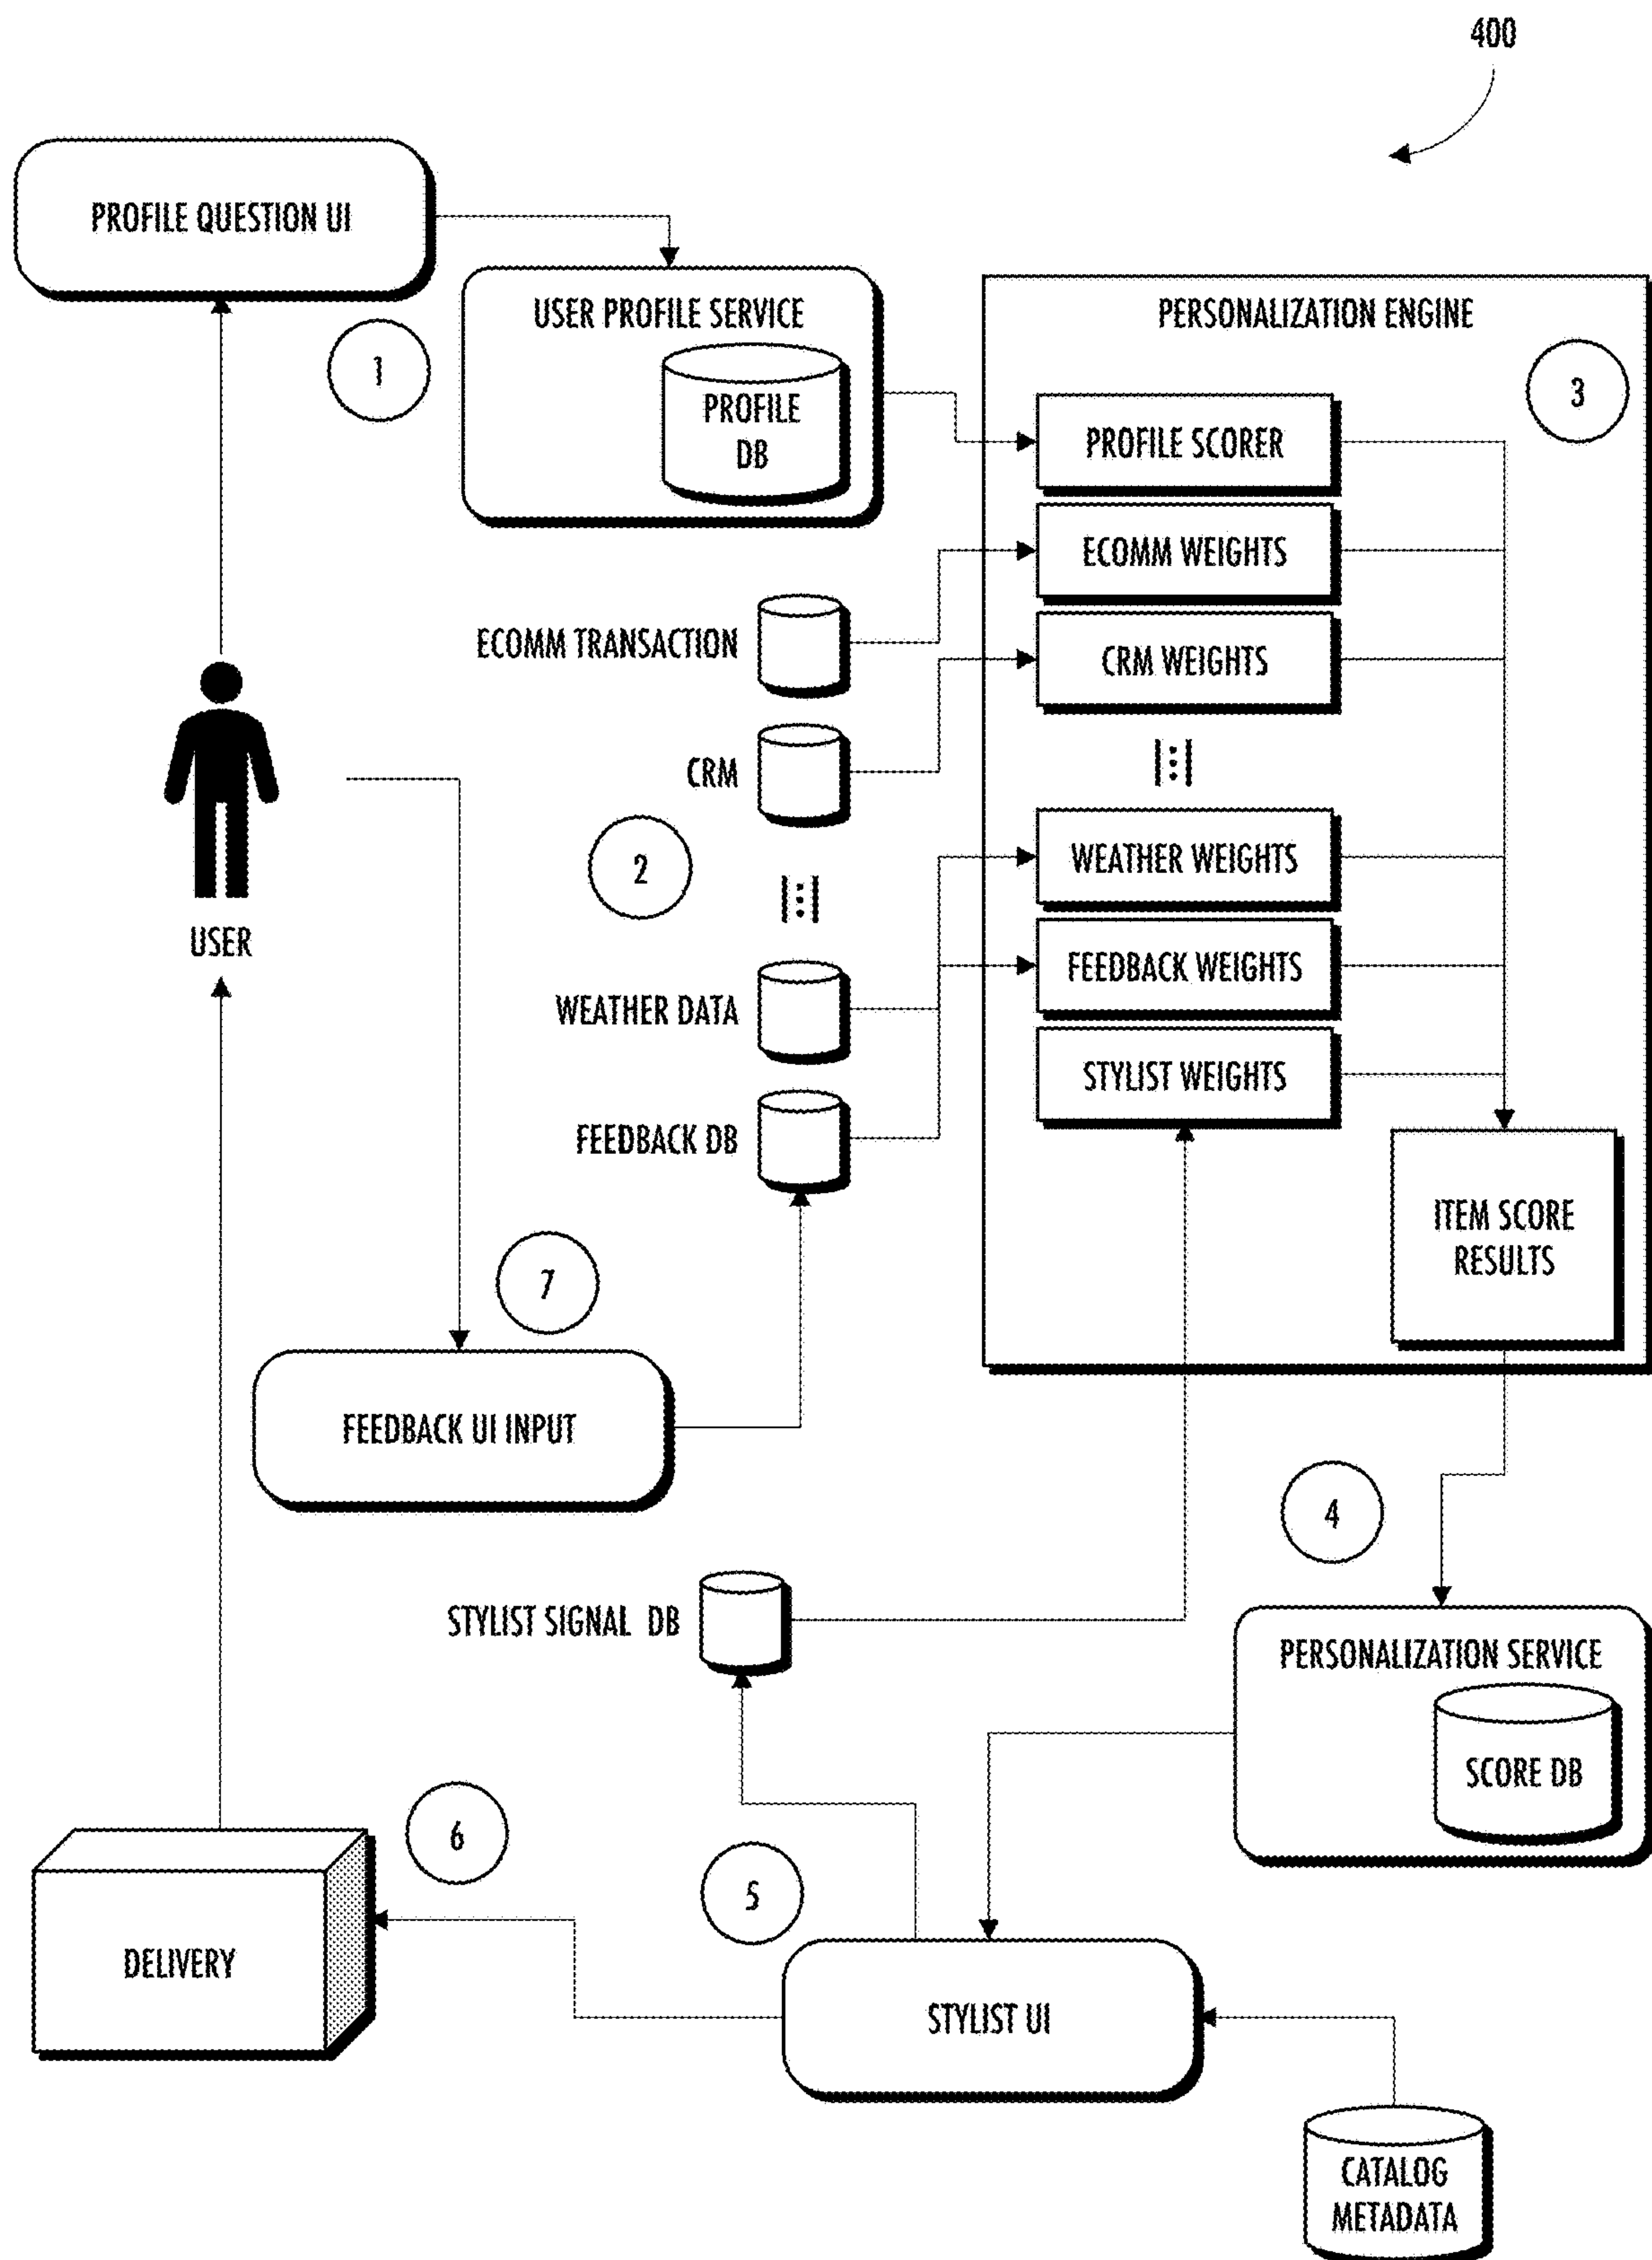 400
PROFILE QUESTION UI
1
USER PROFILE SERVICE
PROFILE
DB
PERSONALIZATION ENGINE
3
PROFILE SCORER
ECOMM WEIGHTS
CRM WEIGHTS
WEATHER WEIGHTS
FEEDBACK WEIGHTS
STYLIST WEIGHTS
ITEM SCORE
RESULTS
ECOMM TRANSACTION
CRM
2
WEATHER DATA
FEEDBACK DB
USER
7
FEEDBACK UI INPUT
4
STYLIST SIGNAL DB
PERSONALIZATION SERVICE
SCORE DB
6
5
DELIVERY
STYLIST UI
CATALOG
METADATA